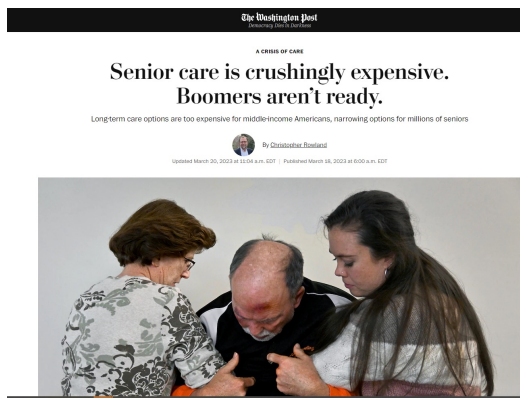 The Washington Post
Democracy Dies in Darkness
A CRISIS OF CARE
Senior care is crushingly expensive.
Boomers aren't ready.
Long-term care options are too expensive for middle-income Americans, narrowing options for millions of seniors
By Christopher Rowland
Updated March 20, 2023 at 11:04 a.m. EDT | Published March 18, 2023 at 6:00 a.m. EDT